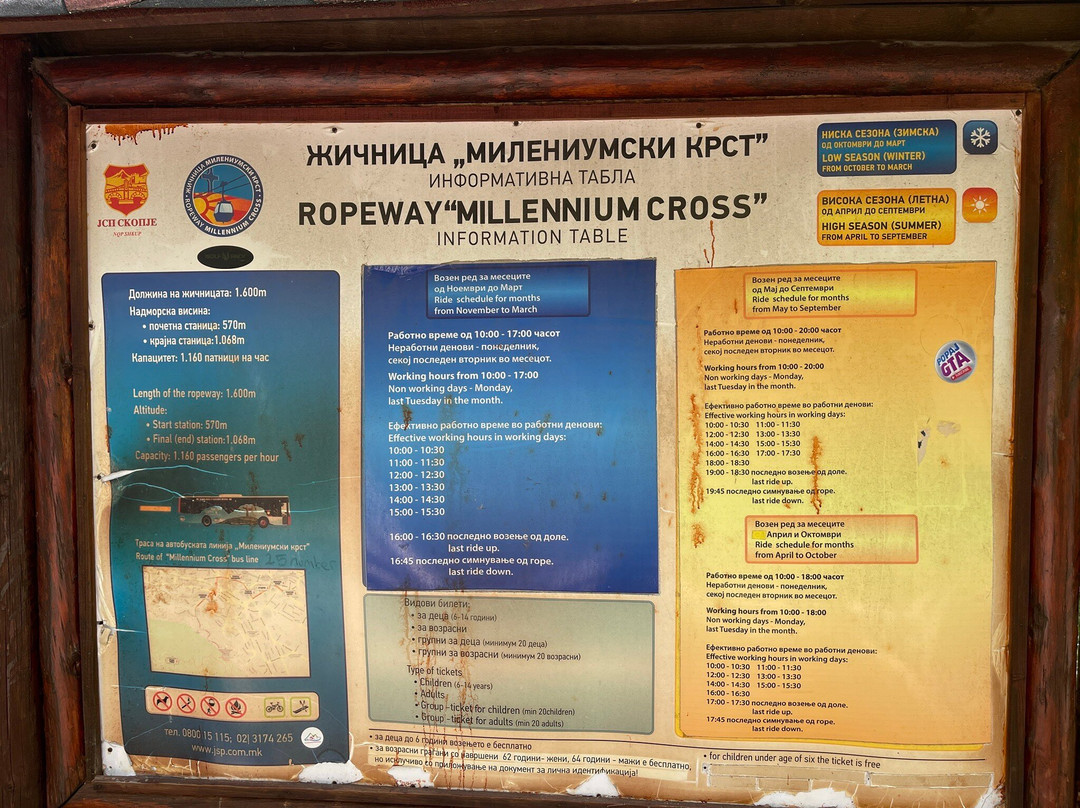 ЖИЧНИЦА „МИЛЕНИУМСКИ КРСТ”
ИНФОРМАТИВНА ТАБЛА
ROPEWAY“MILLENNIUM CROSS”
INFORMATION TABLE
ЈСП СКОПЈЕ
NQP SHKUP
ЖИЧНИЦА МИЛЕНИУМСКИ КРСТ
ROPEWAY MILLENNIUM CROSS
НИСКА СЕЗОНА (ЗИМСКА)
ОД ОКТОМВРИ ДО МАРТ
LOW SEASON (WINTER)
FROM OCTOBER TO MARCH
ВИСОКА СЕЗОНА (ЛЕТНА)
ОД АПРИЛ ДО СЕПТЕМВРИ
HIGH SEASON (SUMMER)
FROM APRIL TO SEPTEMBER
Должина на жичницата: 1.600m
Надморска висина:
• почетна станица: 570m
• крајна станица:1.068m
Капацитет: 1.160 патници на час
Length of the ropeway: 1.600m
Altitude:
• Start station: 570m
• Final (end) station:1.068m
Capacity: 1.160 passengers per hour
Траса на автобуската линија „Милениумски крст”
Route of "Millennium Cross" bus line 25 number
тел. 0800 15 115; 02| 3174 265
www.jsp.com.mk
Возен ред за месеците
од Ноември до Март
Ride schedule for months
from November to March
Работно време од 10:00 - 17:00 часот
Неработни денови - понеделник,
секој последен вторник во месецот.
Working hours from 10:00 - 17:00
Non working days - Monday,
last Tuesday in the month.
Ефективно работно време во работни денови:
Effective working hours in working days:
10:00 - 10:30
11:00 - 11:30
12:00 - 12:30
13:00 - 13:30
14:00 - 14:30
15:00 - 15:30
16:00 - 16:30 последно возење од доле.
last ride up.
16:45 последно симнување од горе.
last ride down.
Видови билети:
• за деца (6-14 години)
• за возрасни
• групни за деца (минимум 20 деца)
• групни за возрасни (минимум 20 возрасни)
Type of tickets
• Children (6-14 years)
• Adults
• Group -ticket for children (min 20children)
• Group -ticket for adults (min 20 adults)
Возен ред за месеците
од Мај до Септември
Ride schedule for months
from May to September
Работно време од 10:00 - 20:00 часот
Неработни денови - понеделник,
секој последен вторник во месецот.
Working hours from 10:00 - 20:00
Non working days - Monday,
last Tuesday in the month.
Ефективно работно време во работни денови:
Effective working hours in working days:
10:00 - 10:30 11:00 - 11:30
12:00 - 12:30 13:00 - 13:30
14:00 - 14:30 15:00 - 15:30
16:00 - 16:30 17:00 - 17:30
18:00 - 18:30
19:00 - 18:30 последно возење од доле.
last ride up.
19:45 последно симнување од горе.
last ride down.
GTA
Возен ред за месеците
Април и Октомври
Ride schedule for months
from April to October
Работно време од 10:00 - 18:00 часот
Неработни денови - понеделник,
секој последен вторник во месецот.
Working hours from 10:00 - 18:00
Non working days - Monday,
last Tuesday in the month.
Ефективно работно време во работни денови:
Effective working hours in working days:
10:00 - 10:30 11:00 - 11:30
12:00 - 12:30 13:00 - 13:30
14:00 - 14:30 15:00 - 15:30
16:00 - 16:30
17:00 - 17:30 последно возење од доле.
last ride up.
17:45 последно симнување од горе.
last ride down.
• за деца до 6 години возењето е бесплатно
• за возрасни граѓани со навршени 62 години- жени, 64 години - мажи е бесплатно,
но исклучиво со приложување на документ за лична идентификација!
• for children under age of six the ticket is free